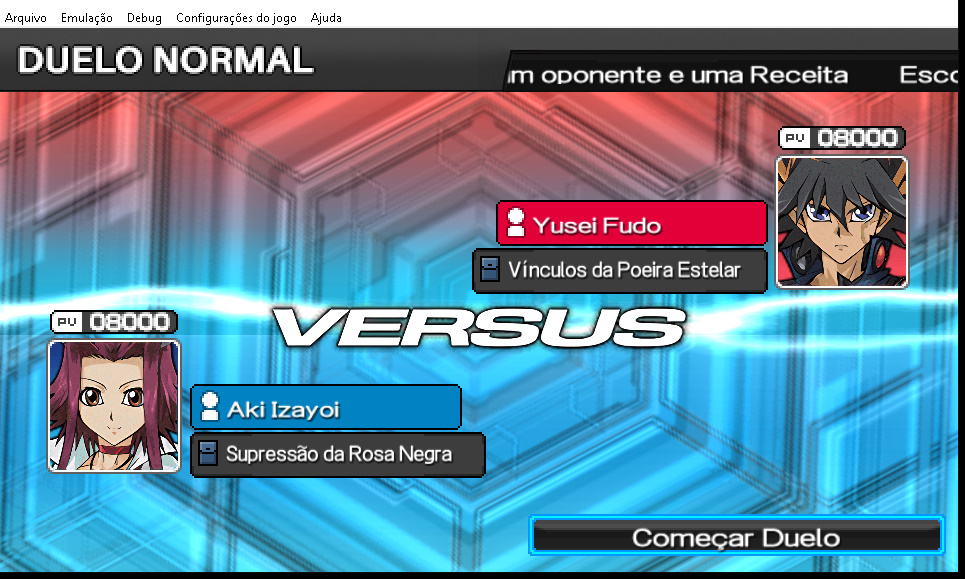 Arquivo Emulação Debug Configurações do jogo Ajuda
DUELO NORMAL
m oponente e uma Receita Esco
PV 08000
Yusei Fudo
Vínculos da Poeira Estelar
VERSUS
PV 08000
Aki Izayoi
Supressão da Rosa Negra
Começar Duelo